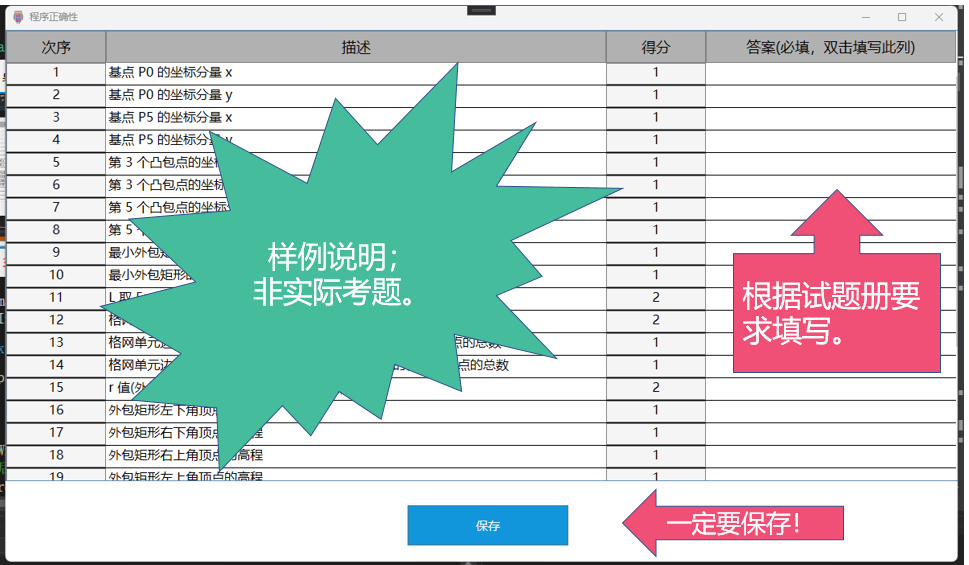 程序正确性
次序 描述 得分 答案(必填，双击填写此列)
1 基点 P0 的坐标分量 x 1
2 基点 P0 的坐标分量 y 1
3 基点 P5 的坐标分量 x 1
4 基点 P5 的坐标分量 y 1
5 第 3 个凸包点的坐标 1
6 第 3 个凸包点的坐标 1
7 第 5 个凸包点的坐标 1
8 第 5 1
9 最小外包矩 1
10 最小外包矩形 1
11 L 取 2
12 格网 2
13 格网单元边 点的总数 1
14 格网单元边 点的总数 1
15 r 值(外 2
16 外包矩形左下角顶点 1
17 外包矩形右下角顶点 程 1
18 外包矩形右上角顶点的高程 1
19 外包矩形左上角顶点的高程 1
样例说明；
非实际考题。
根据试题册要
求填写。
保存
一定要保存！